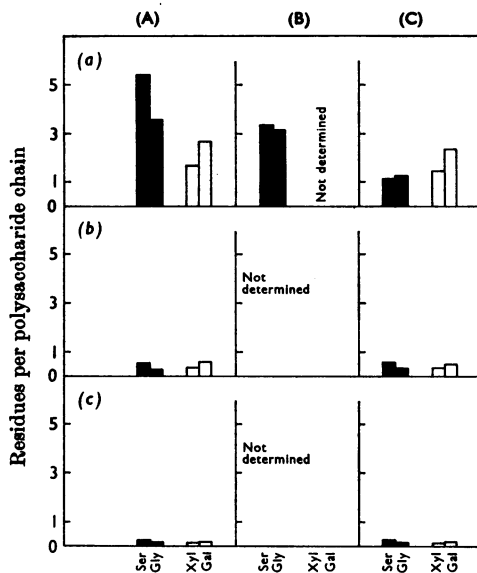 (A) (B) (C)
Residues per polysaccharide chain
(a)
5
3
1
0
Not determined
(b)
5
3
1
0
Not
determined
(c)
5
3
1
0
Not
determined
Ser Gly Xyl Gal Ser Gly Xyl Gal Ser Gly Xyl Gal